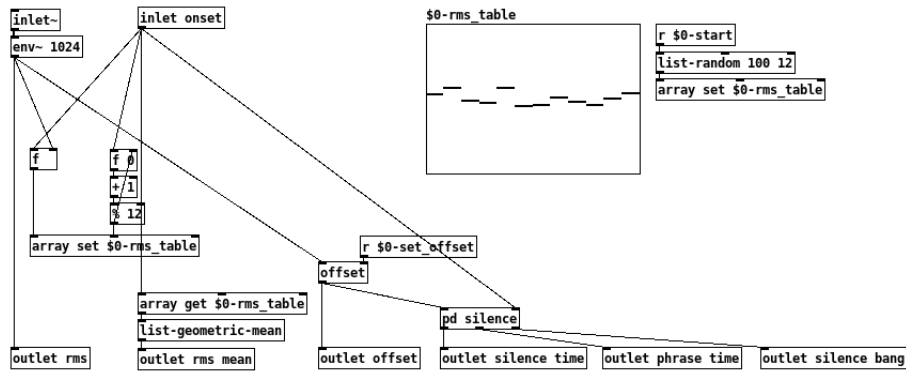 inlet~
inlet onset
$0-rms_table
r $0-start
env~ 1024
list-random 100 12
array set $0-rms_table
f
f 0
+ 1
% 12
array set $0-rms_table
r $0-set_offset
offset
array get $0-rms_table
pd silence
list-geometric-mean
outlet rms
outlet rms mean
outlet offset
outlet silence time
outlet phrase time
outlet silence bang